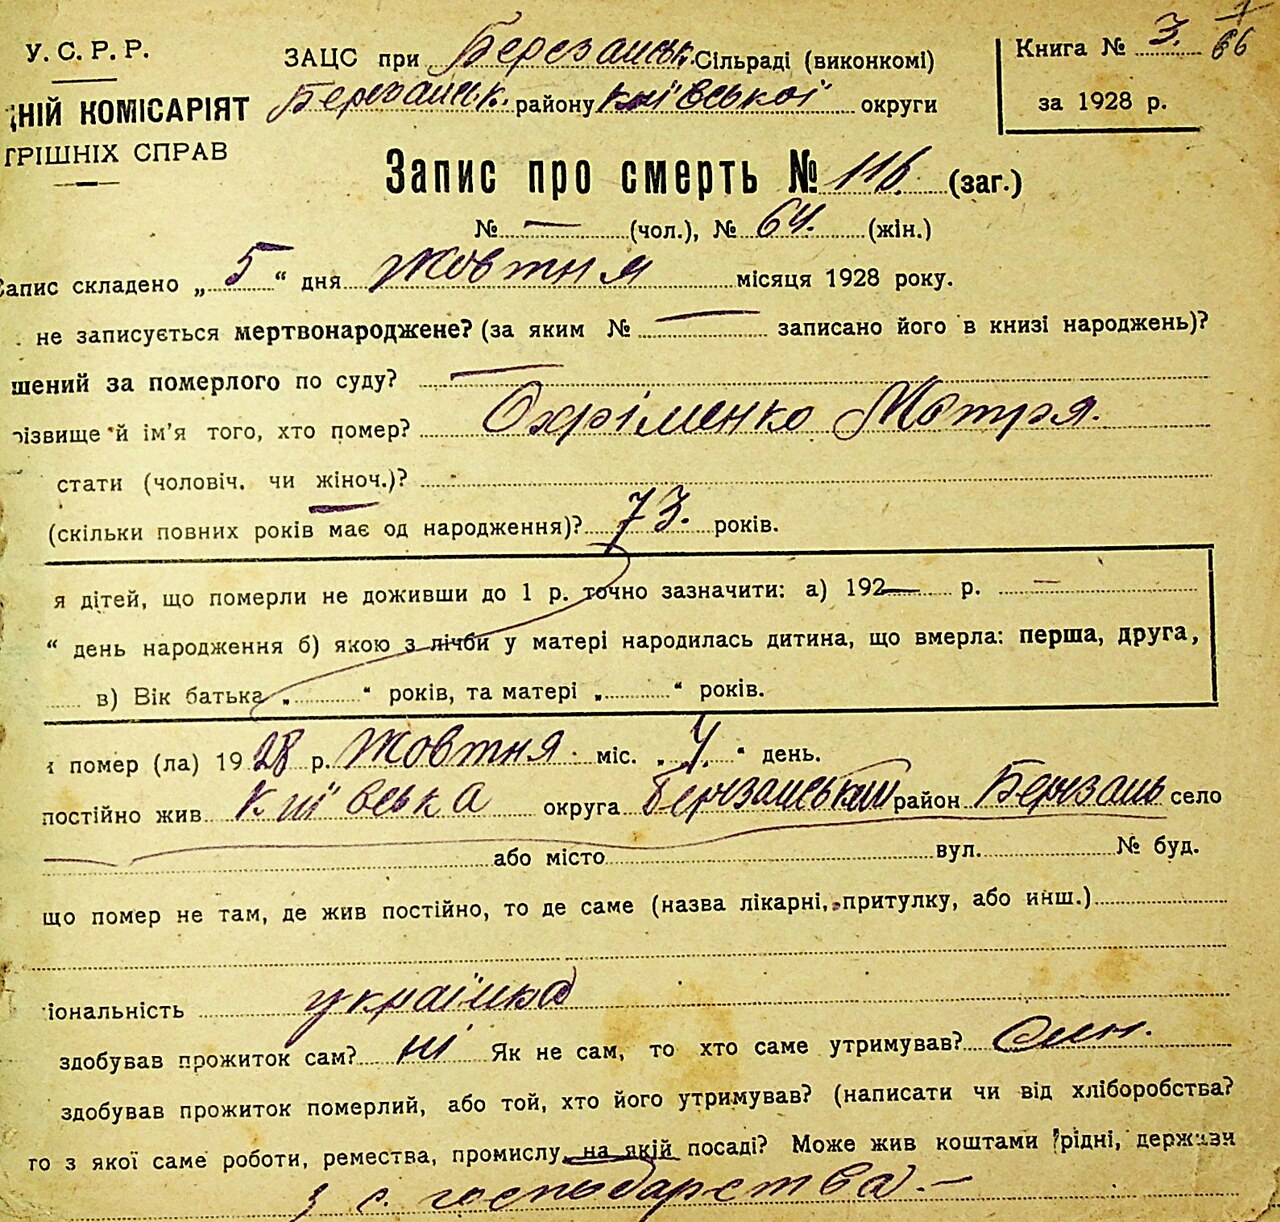 У.С.Р.Р.
ЗАЦС при Березанськ. Сільраді (виконкомі)
Книга № 3. 66
НІЙ КОМІСАРІЯТ
Березанськ. району Київської округи
за 1928 р.
ТРІШНІХ СПРАВ
Запис про смерть № 116. (заг.)
№ — (чол.), № 64. (жін.)
Запис складено „ 5 “ дня Жовтня місяця 1928 року.
не записується мертвонароджене? (за яким № — записано його в книзі народжень)?
шений за померлого по суду? —
різвище й ім'я того, хто помер? Охріменко Мотря.
стати (чоловіч. чи жіноч.)?
(скільки повних років має од народження)? 73. років.
я дітей, що померли не доживши до 1 р. точно зазначити: а) 192— р. —
“ день народження б) якою з лічби у матері народилась дитина, що вмерла: перша, друга,
в) Вік батька „ “ років, та матері „ “ років.
помер (ла) 1928 р. Жовтня міс. „ 4. “ день.
постійно жив Київська округа Березанський район Березань село
або місто вул. № буд.
що помер не там, де жив постійно, то де саме (назва лікарні, притулку, або инш.)
іональність українка
здобував прожиток сам? ні Як не сам, то хто саме утримував? Син.
здобував прожиток померлий, або той, хто його утримував? (написати чи від хліборобства?
го з якої саме роботи, ремества, промислу, на якій посаді? Може жив коштами рідні, держави
з с. господарства. —